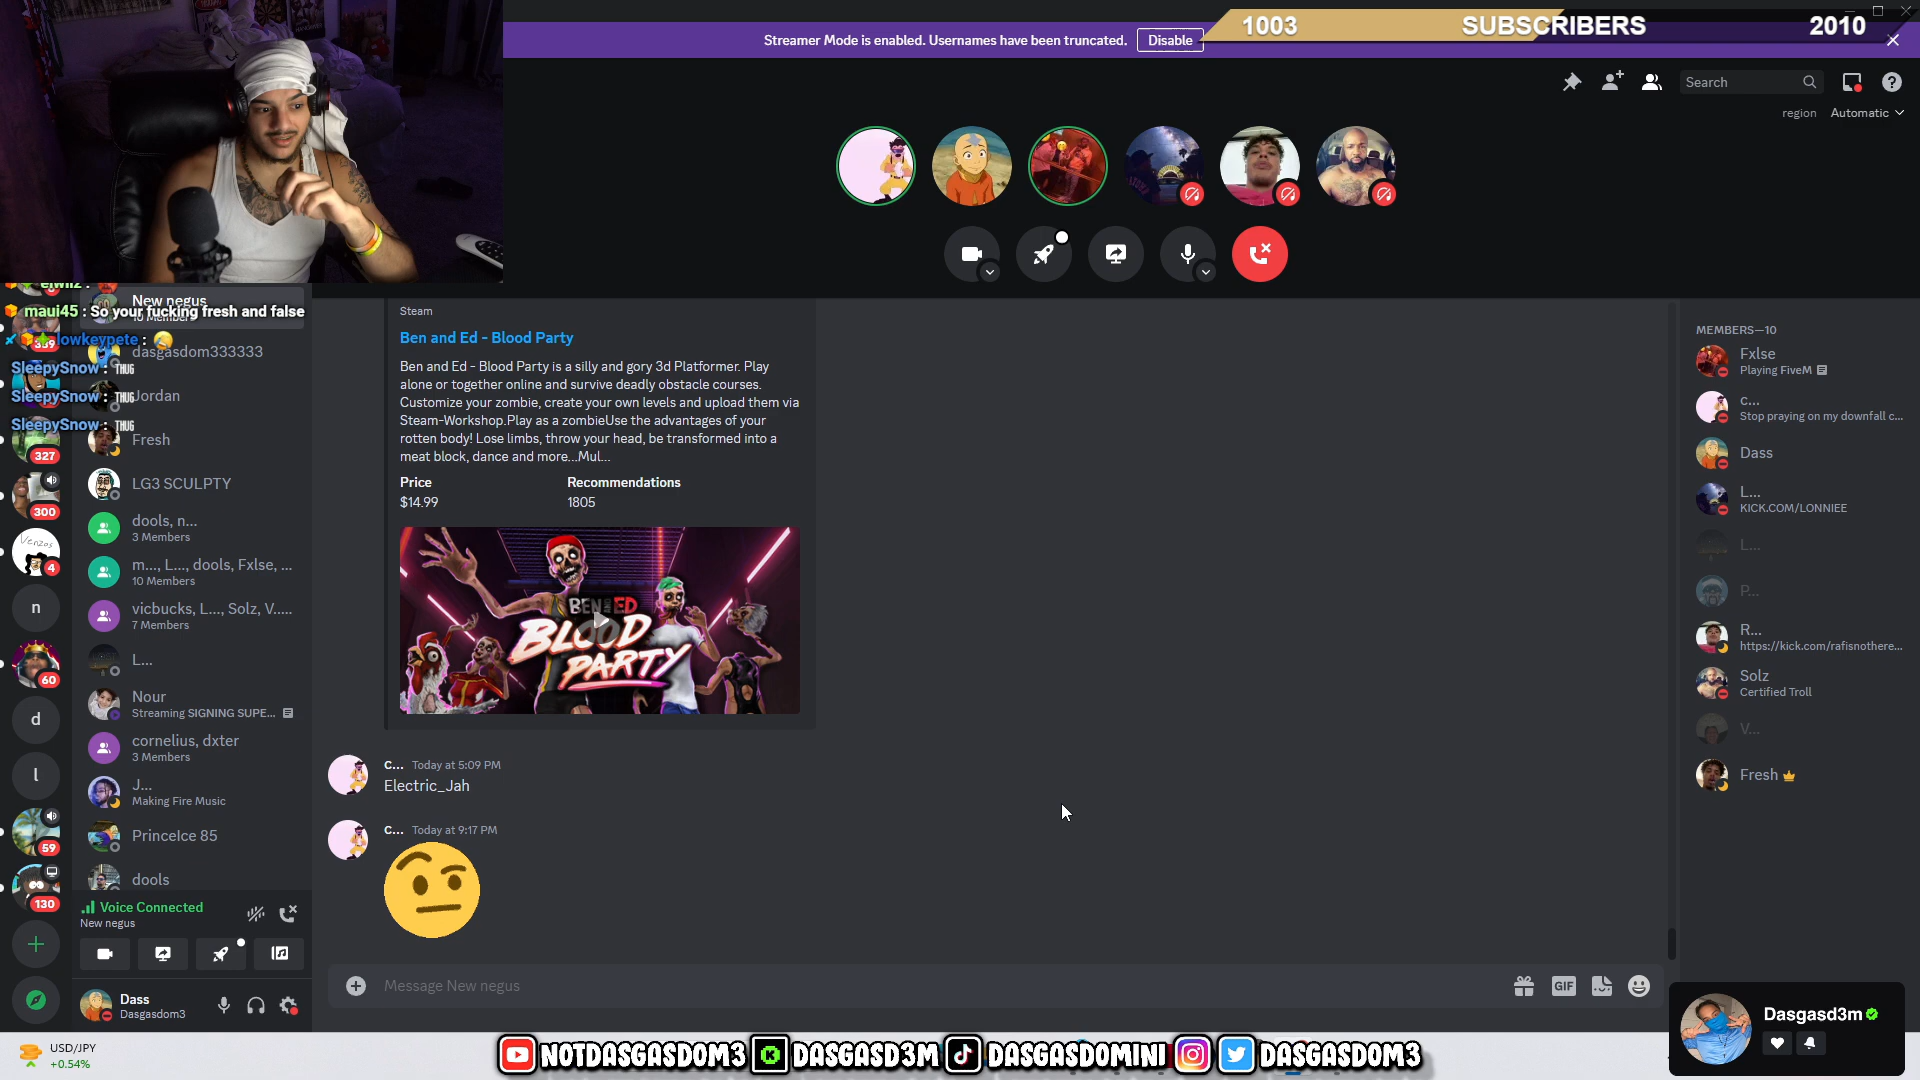 Streamer Mode is enabled. Usernames have been truncated.
Disable
1003
SUBSCRIBERS
2010
Search
region
Automatic
New negus
maui45 : So your fucking fresh and false
lowkeypete :
dasgasdom333333
SleepySnow : THUG
SleepySnow : THUG
Jordan
SleepySnow : THUG
Fresh
327
LG3 SCULPTY
300
dools, n...
3 Members
Venzos
4
m..., L..., dools, Fxlse, ...
10 Members
n
vicbucks, L..., Solz, V.....
7 Members
L...
60
Nour
Streaming SIGNING SUPE...
d
cornelius, dxter
3 Members
l
J...
Making Fire Music
PrinceIce 85
59
dools
130
Voice Connected
New negus
Dass
Dasgasdom3
Steam
Ben and Ed - Blood Party
Ben and Ed - Blood Party is a silly and gory 3d Platformer. Play
alone or together online and survive deadly obstacle courses.
Customize your zombie, create your own levels and upload them via
Steam-Workshop.Play as a zombieUse the advantages of your
rotten body! Lose limbs, throw your head, be transformed into a
meat block, dance and more...Mul...
Price
Recommendations
$14.99
1805
BEN AND ED
BLOOD
PARTY
C... Today at 5:09 PM
Electric_Jah
C... Today at 9:17 PM
Message New negus
GIF
MEMBERS—10
Fxlse
Playing FiveM
c...
Stop praying on my downfall c...
Dass
L...
KICK.COM/LONNIEE
L...
P...
R...
https://kick.com/rafisnothere...
Solz
Certified Troll
V...
Fresh
Dasgasd3m
USD/JPY
+0.54%
NOTDASGASDOM3
K
DASGASD3M
DASGASDOMINI
DASGASDOM3